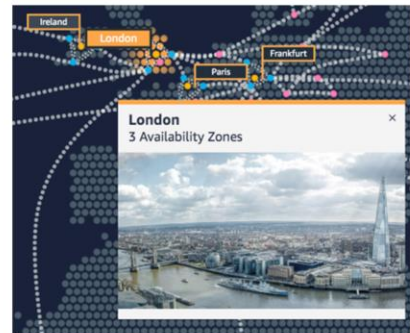 Ireland
London
Frankfurt
Paris
London
3 Availability Zones